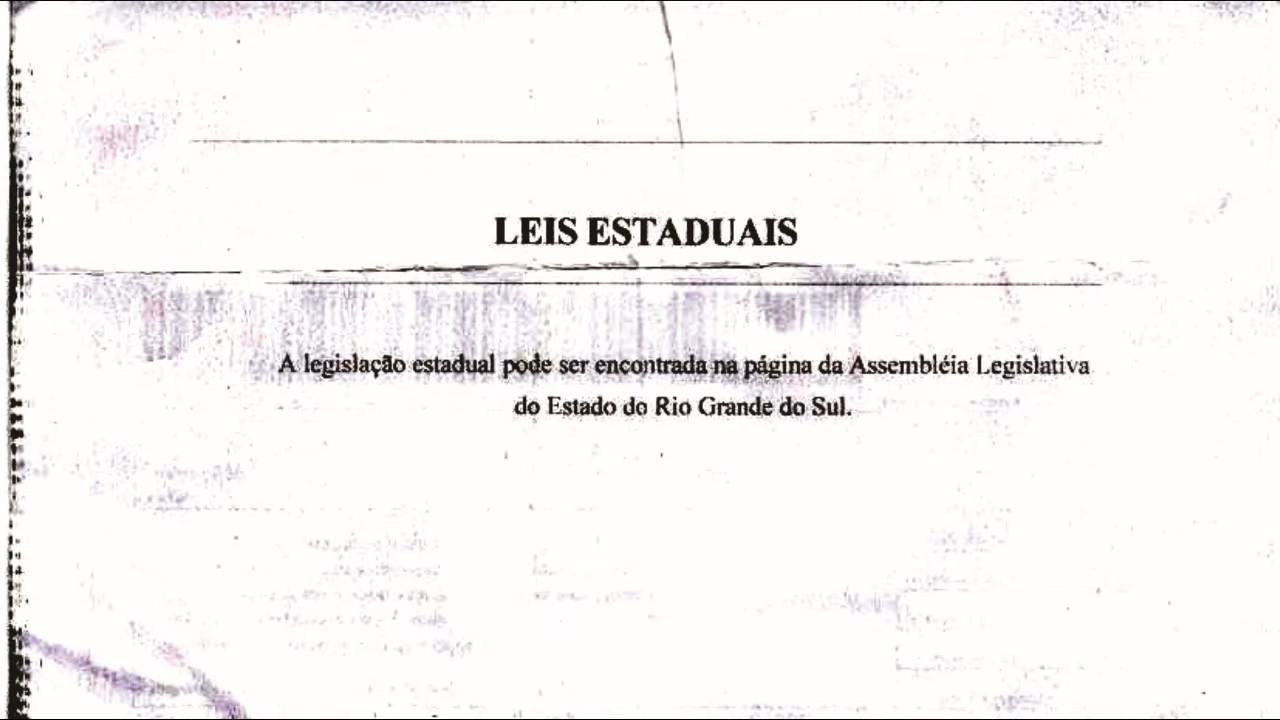 LEIS ESTADUAIS
A legislação estadual pode ser encontrada na página da Assembléia Legislativa
do Estado do Rio Grande do Sul.